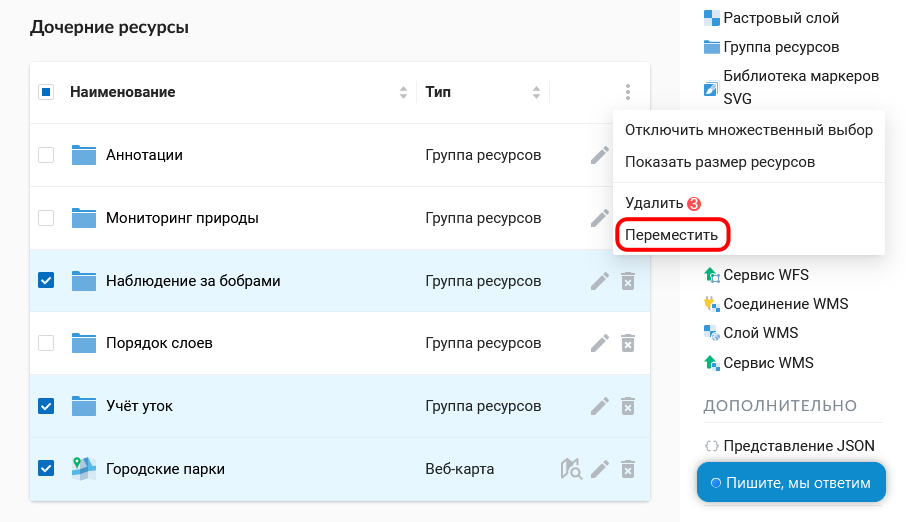 Дочерние ресурсы
Наименование Тип
Аннотации Группа ресурсов
Мониторинг природы Группа ресурсов
Наблюдение за бобрами Группа ресурсов
Порядок слоев Группа ресурсов
Учёт уток Группа ресурсов
Городские парки Веб-карта
Растровый слой
Группа ресурсов
Библиотека маркеров
SVG
Отключить множественный выбор
Показать размер ресурсов
Удалить 3
Переместить
Сервис WFS
Соединение WMS
Слой WMS
Сервис WMS
ДОПОЛНИТЕЛЬНО
Представление JSON
Пишите, мы ответим